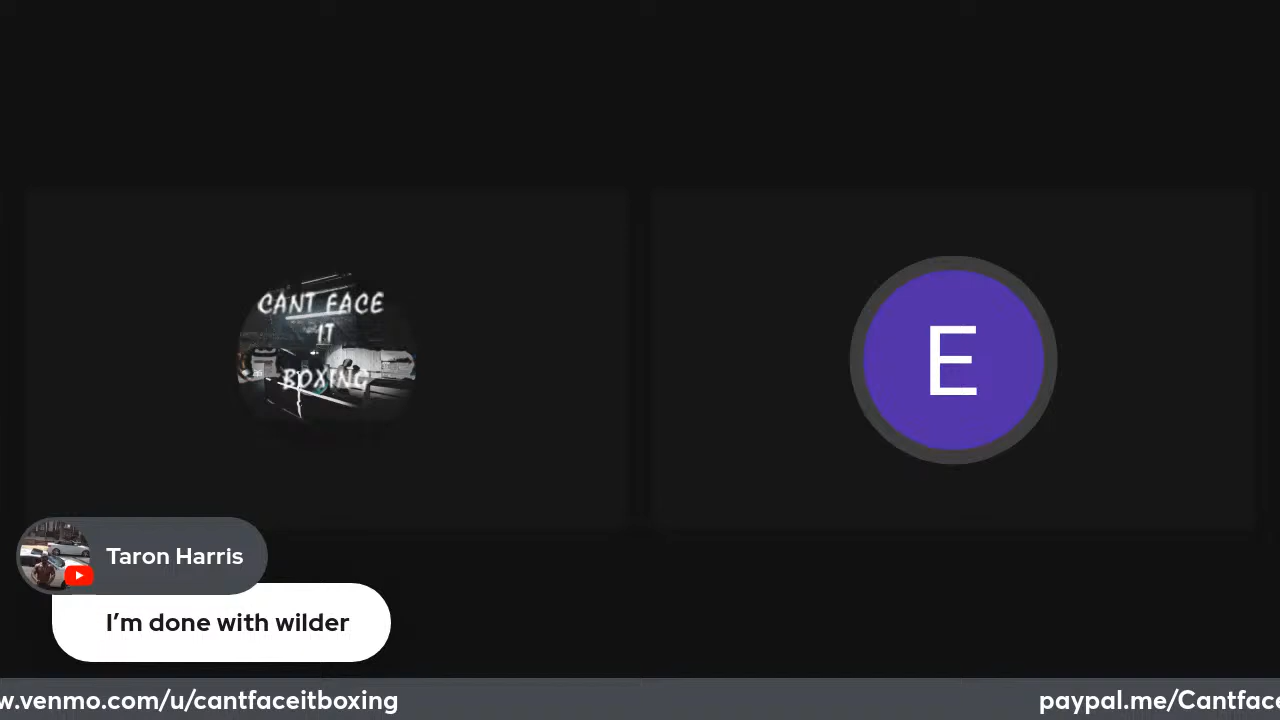 CANT FACE
IT
BOXING
E
Taron Harris
I’m done with wilder
w.venmo.com/u/cantfaceitboxing
paypal.me/Cantface